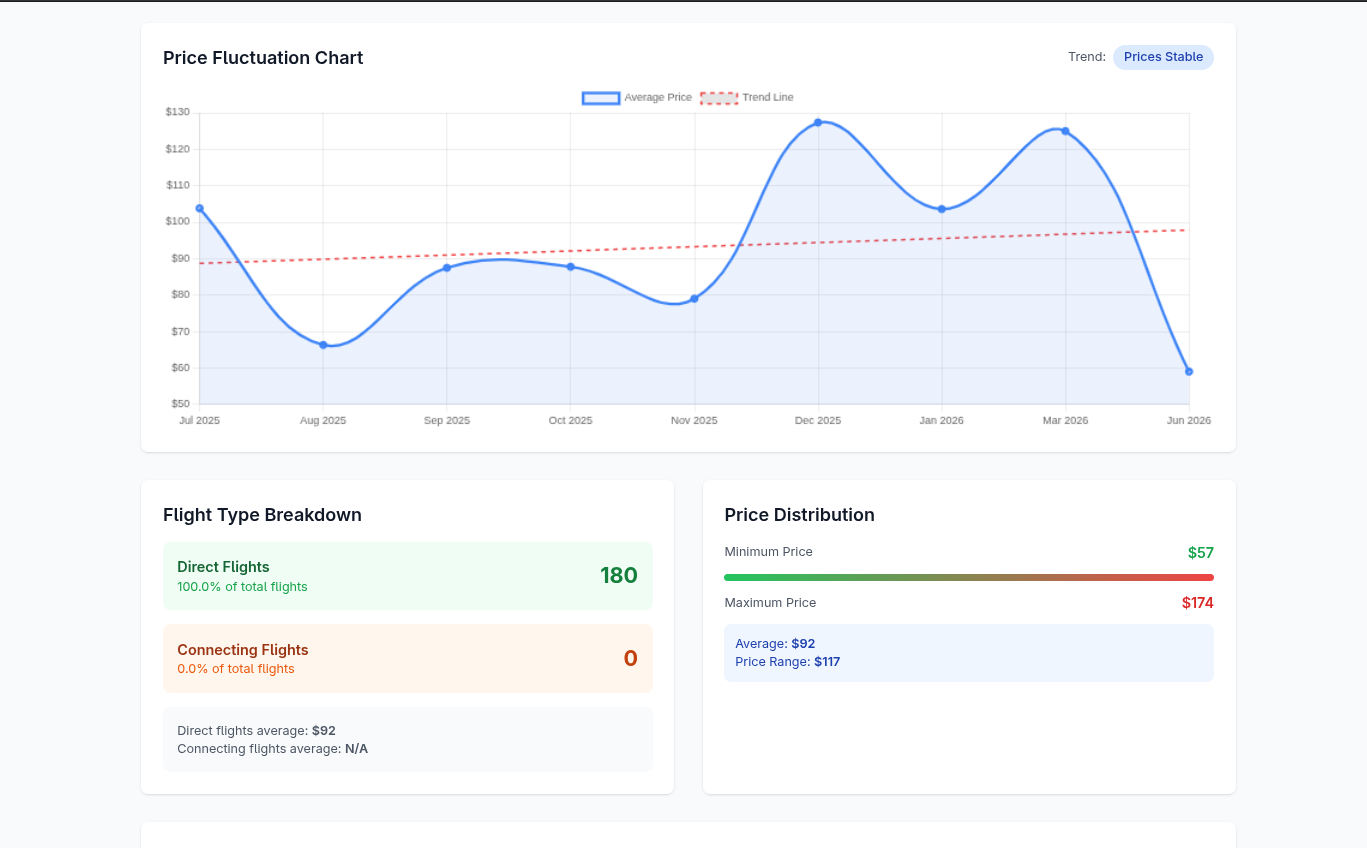 Price Fluctuation Chart
Trend: Prices Stable
Average Price Trend Line
$130
$120
$110
$100
$90
$80
$70
$60
$50
Jul 2025 Aug 2025 Sep 2025 Oct 2025 Nov 2025 Dec 2025 Jan 2026 Mar 2026 Jun 2026
Flight Type Breakdown
Direct Flights
100.0% of total flights
180
Connecting Flights
0.0% of total flights
0
Direct flights average: $92
Connecting flights average: N/A
Price Distribution
Minimum Price $57
Maximum Price $174
Average: $92
Price Range: $117